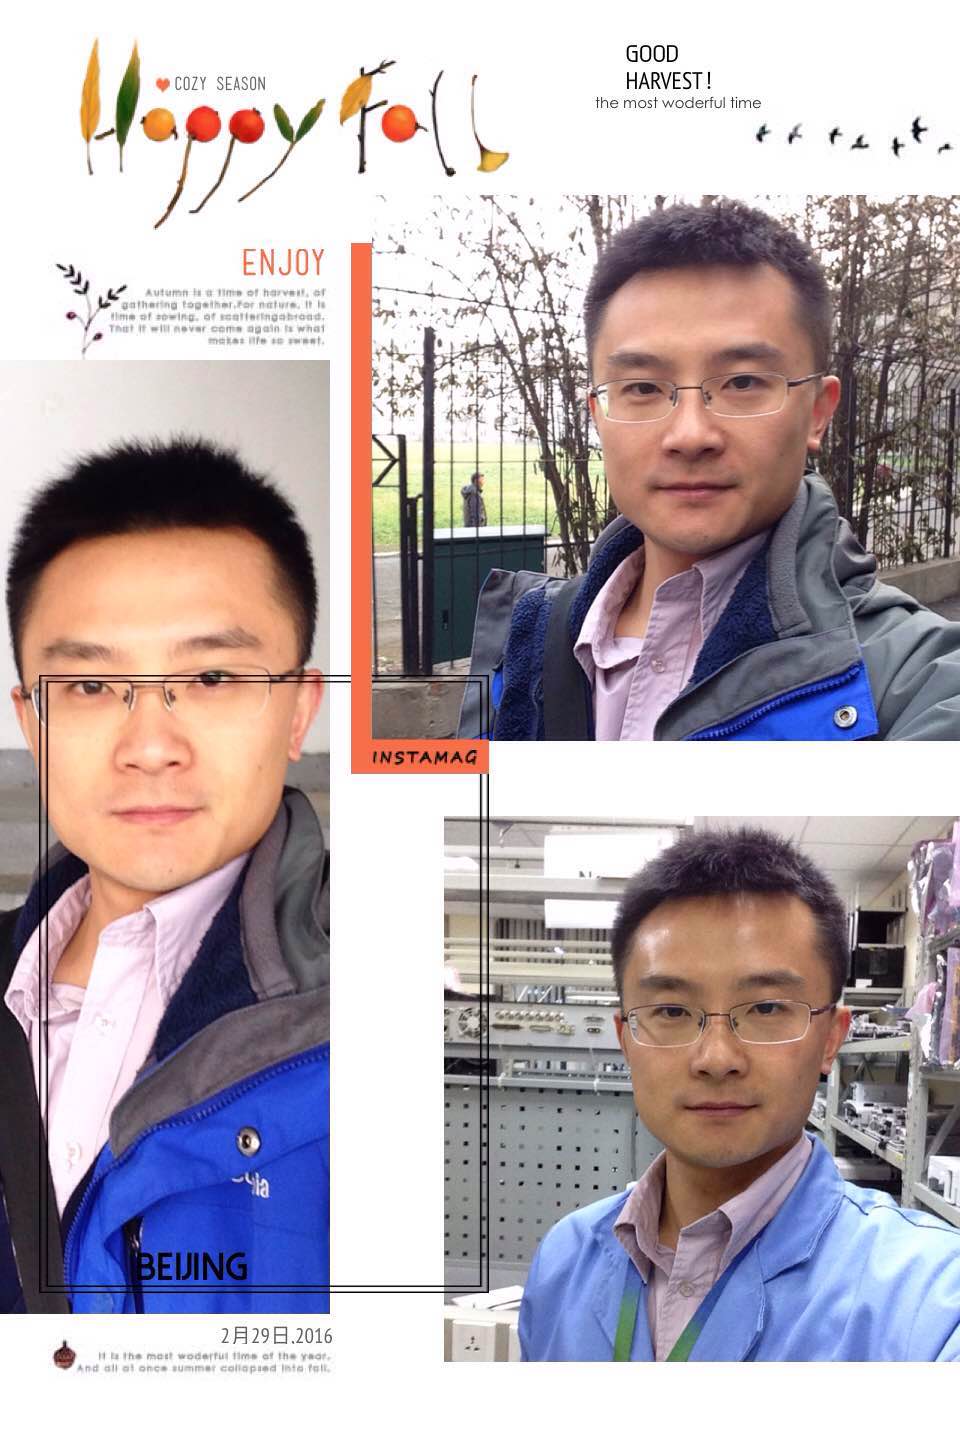 Happy fall
COZY SEASON
GOOD
HARVEST!
the most woderful time
ENJOY
Autumn is a time of harvest, of
gathering together.For nature, it is
time of sowing, of scatteringabroad.
That it will never come again is what
makes life so sweet.
INSTAMAG
BEIJING
2月29日,2016
It is the most woderful time of the year.
And all at once summer collapsed into fall.